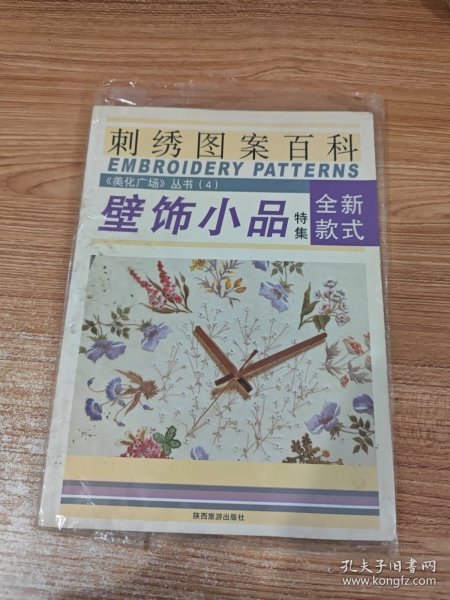 刺绣图案百科
EMBROIDERY PATTERNS
《美化广场》丛书(4)
壁饰小品特集
全新款式
陕西旅游出版社
孔夫子旧书网
www.kongfz.com